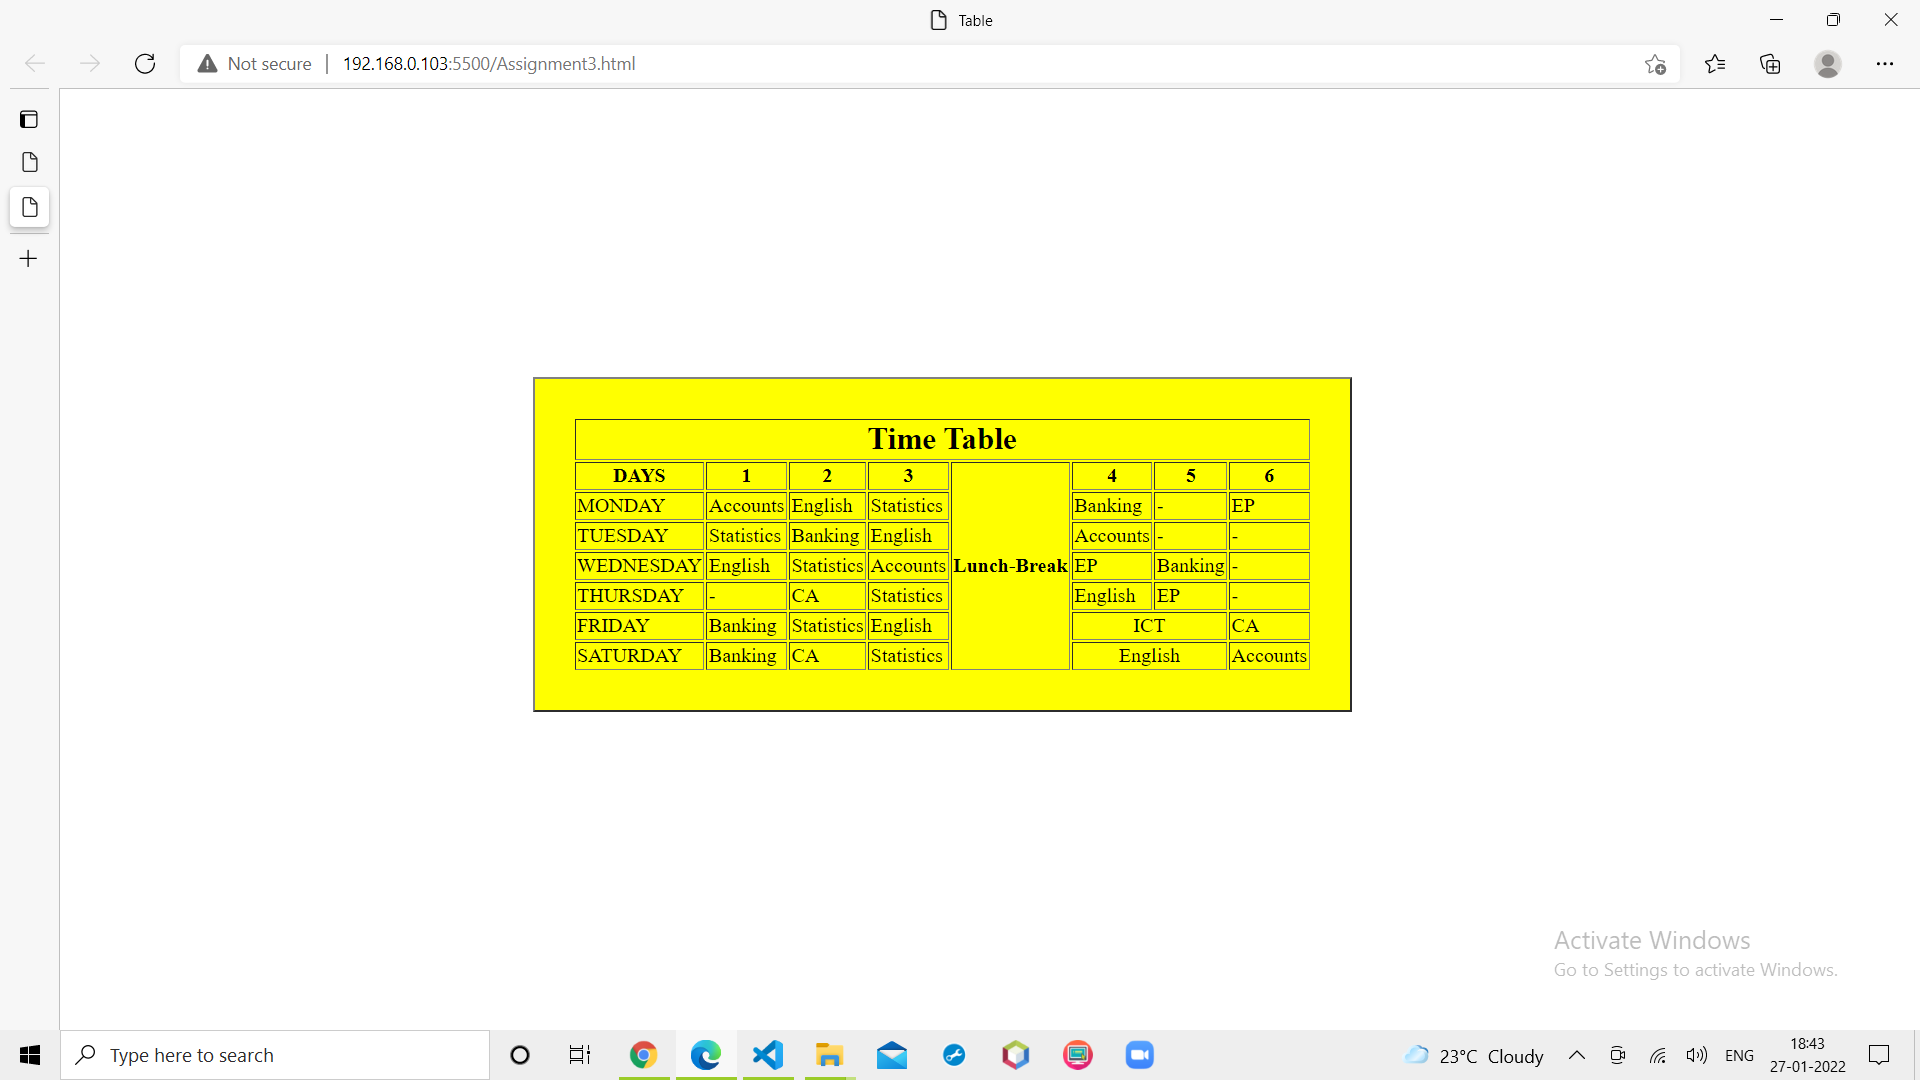 Table
Not secure | 192.168.0.103:5500/Assignment3.html
Time Table
DAYS 1 2 3 4 5 6
MONDAY Accounts English Statistics Banking - EP
TUESDAY Statistics Banking English Accounts - -
WEDNESDAY English Statistics Accounts Lunch-Break EP Banking -
THURSDAY - CA Statistics English EP -
FRIDAY Banking Statistics English ICT CA
SATURDAY Banking CA Statistics English Accounts
Activate Windows
Go to Settings to activate Windows.
Type here to search
23°C Cloudy
ENG
18:43
27-01-2022